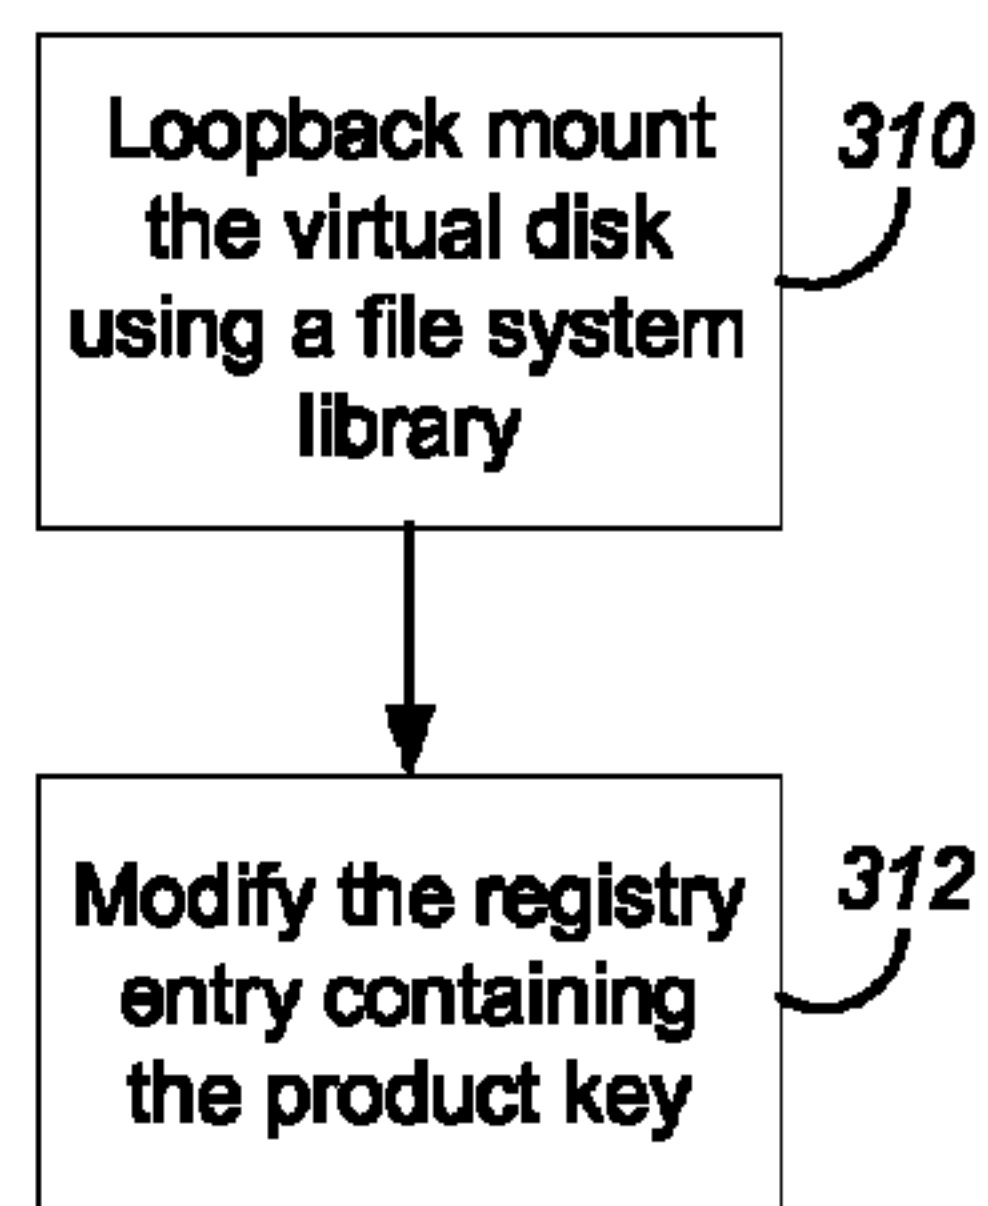 Loopback mount
the virtual disk
using a file system
library
310
Modify the registry
entry containing
the product key
312